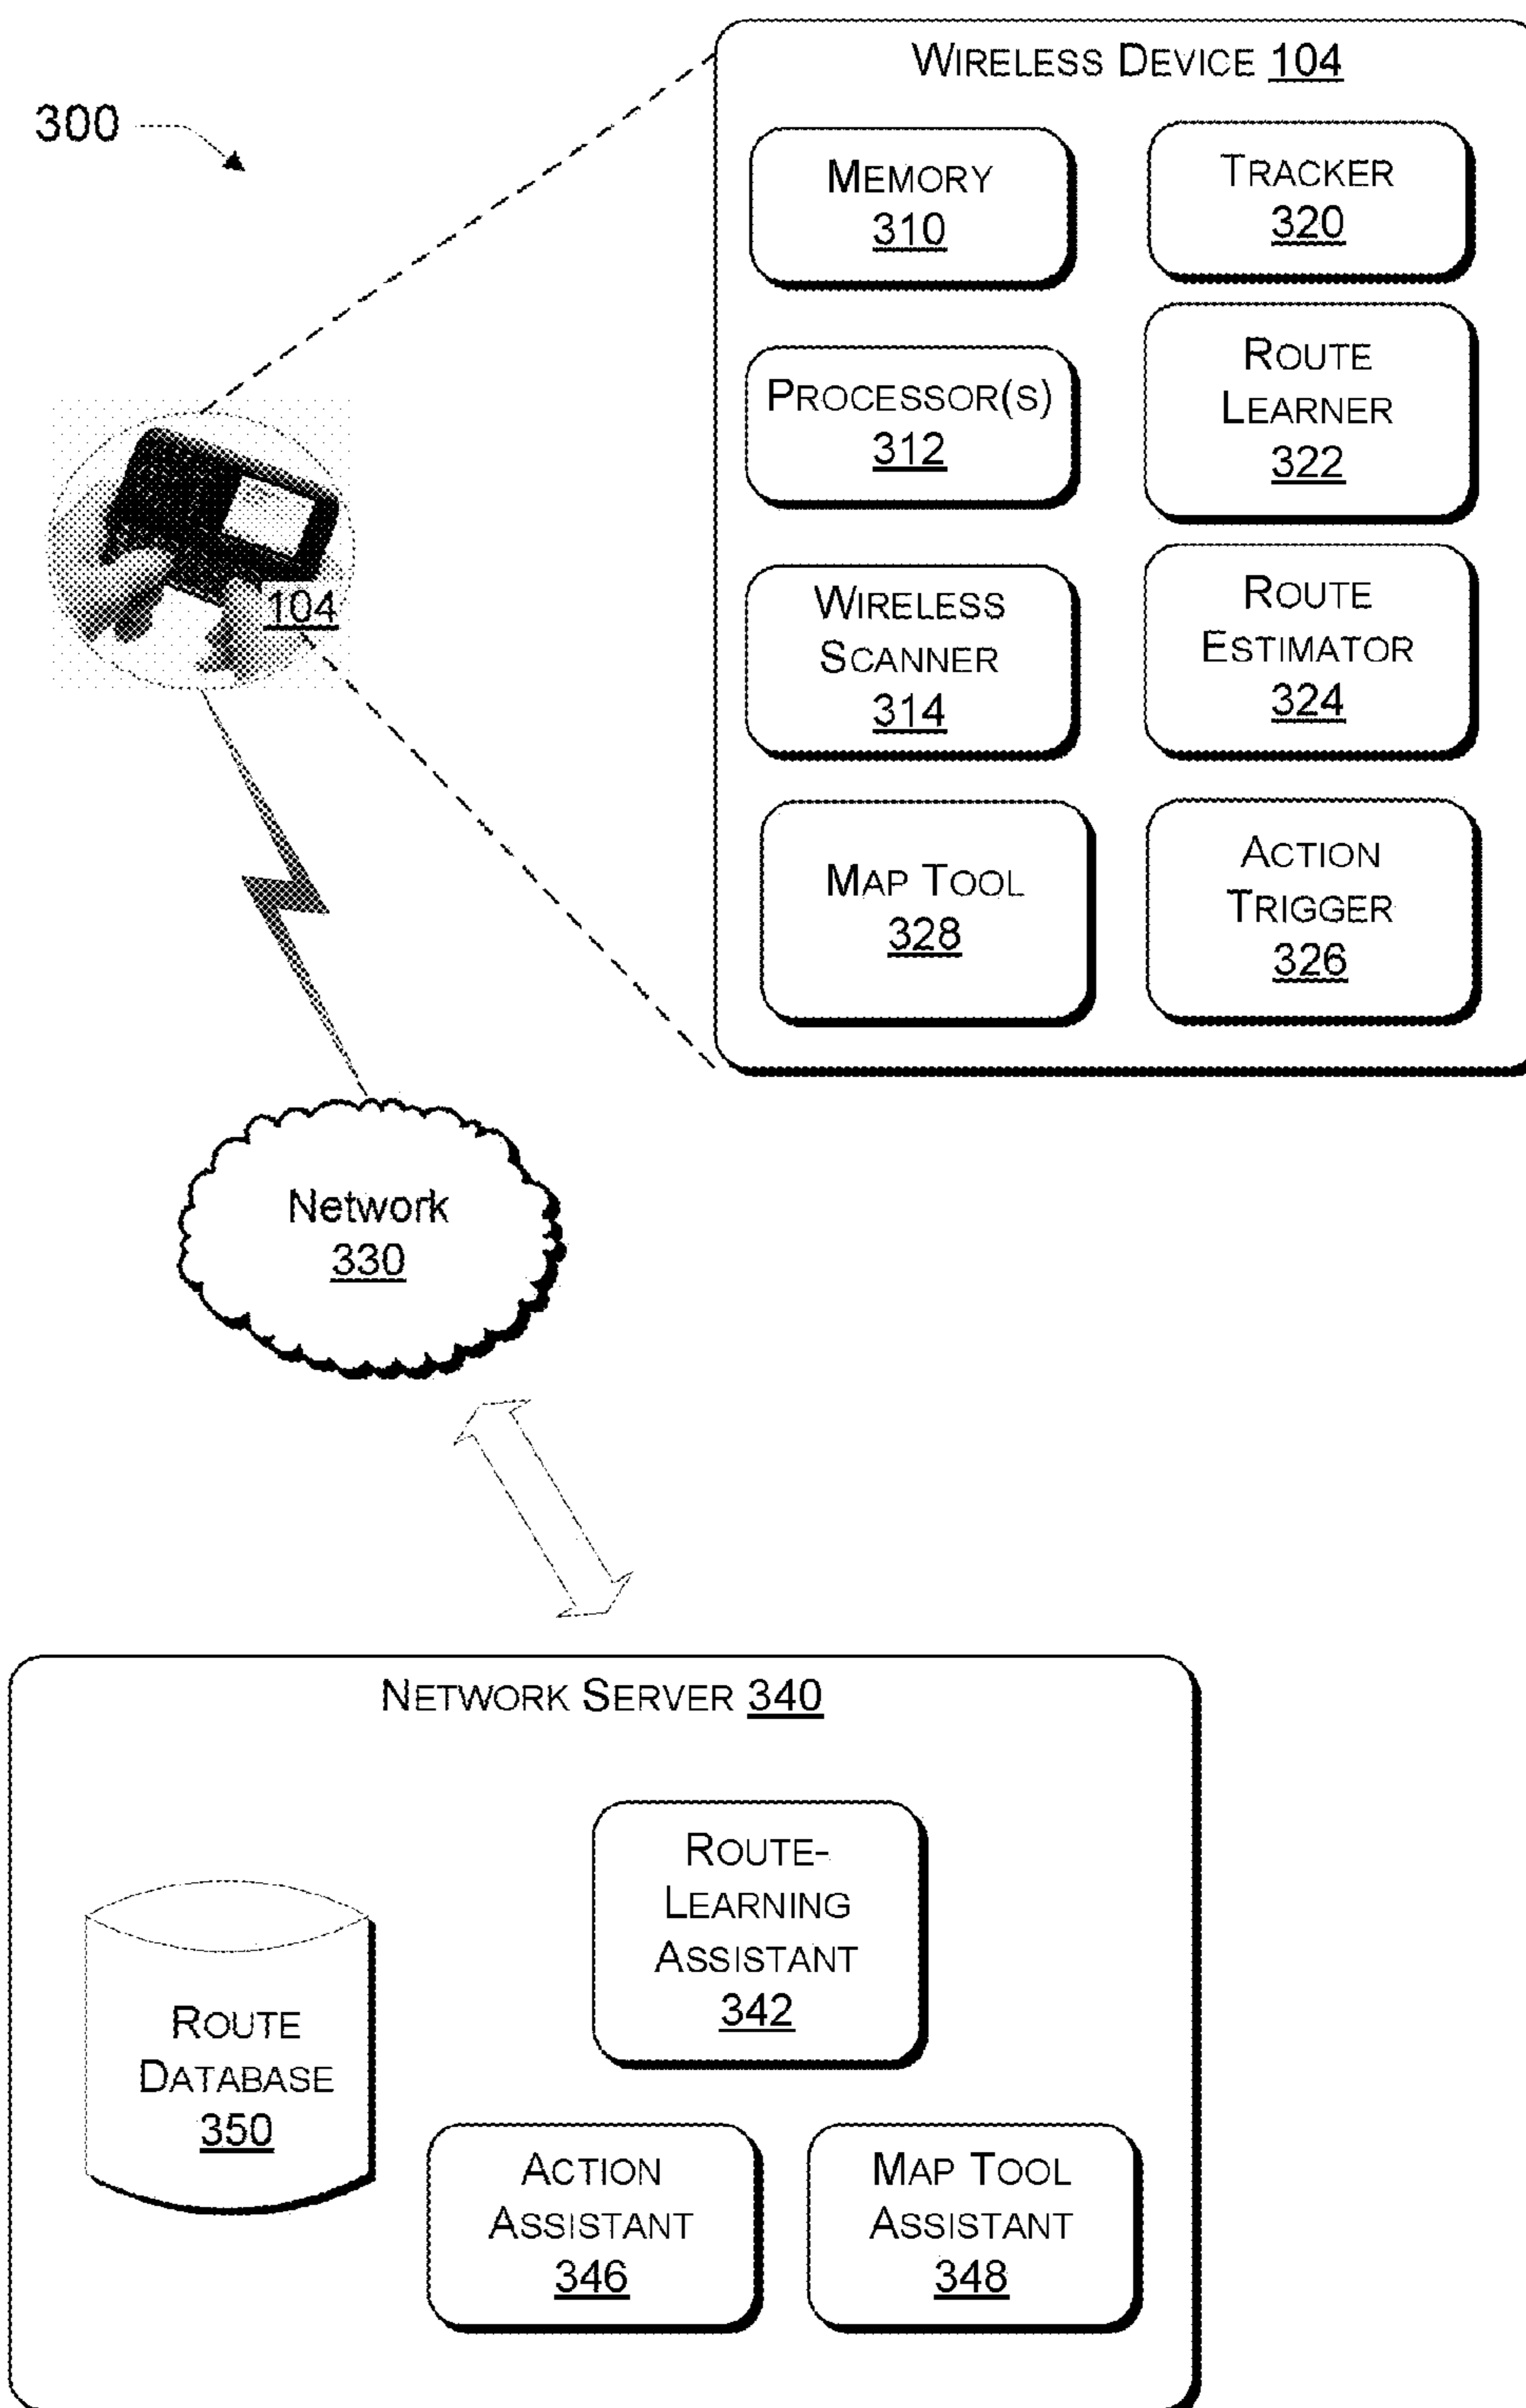 300
WIRELESS DEVICE 104
MEMORY
310
TRACKER
320
PROCESSOR(S)
312
ROUTE
LEARNER
322
WIRELESS
SCANNER
314
ROUTE
ESTIMATOR
324
MAP TOOL
328
ACTION
TRIGGER
326
104
Network
330
NETWORK SERVER 340
ROUTE-
LEARNING
ASSISTANT
342
ROUTE
DATABASE
350
ACTION
ASSISTANT
346
MAP TOOL
ASSISTANT
348